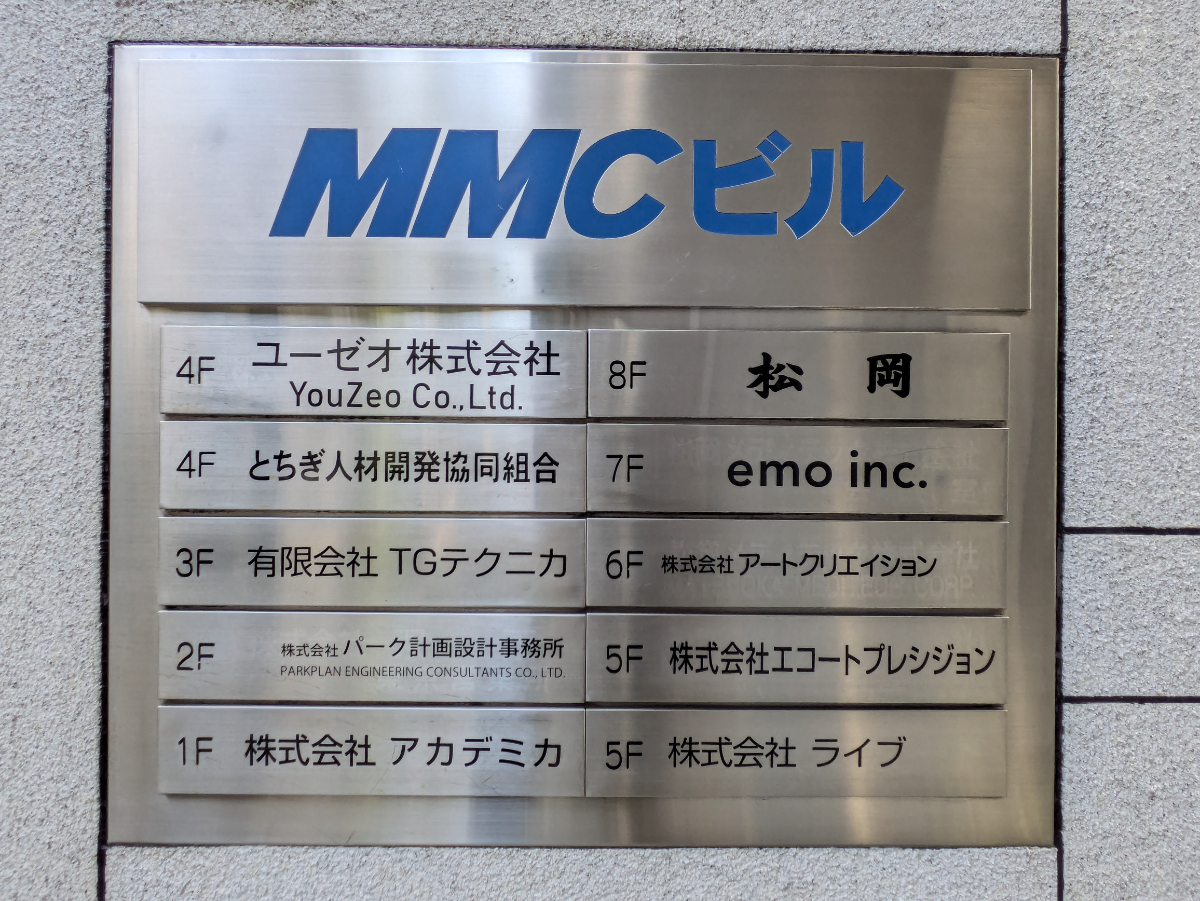 MMCビル
4F ユーゼオ株式会社
YouZeo Co.,Ltd.
4F とちぎ人材開発協同組合
3F 有限会社 TGテクニカ
2F 株式会社 パーク計画設計事務所
PARKPLAN ENGINEERING CONSULTANTS CO., LTD.
1F 株式会社 アカデミカ
8F 松岡
7F emo inc.
6F 株式会社 アートクリエイション
5F 株式会社エコートプレシジョン
5F 株式会社 ライブ